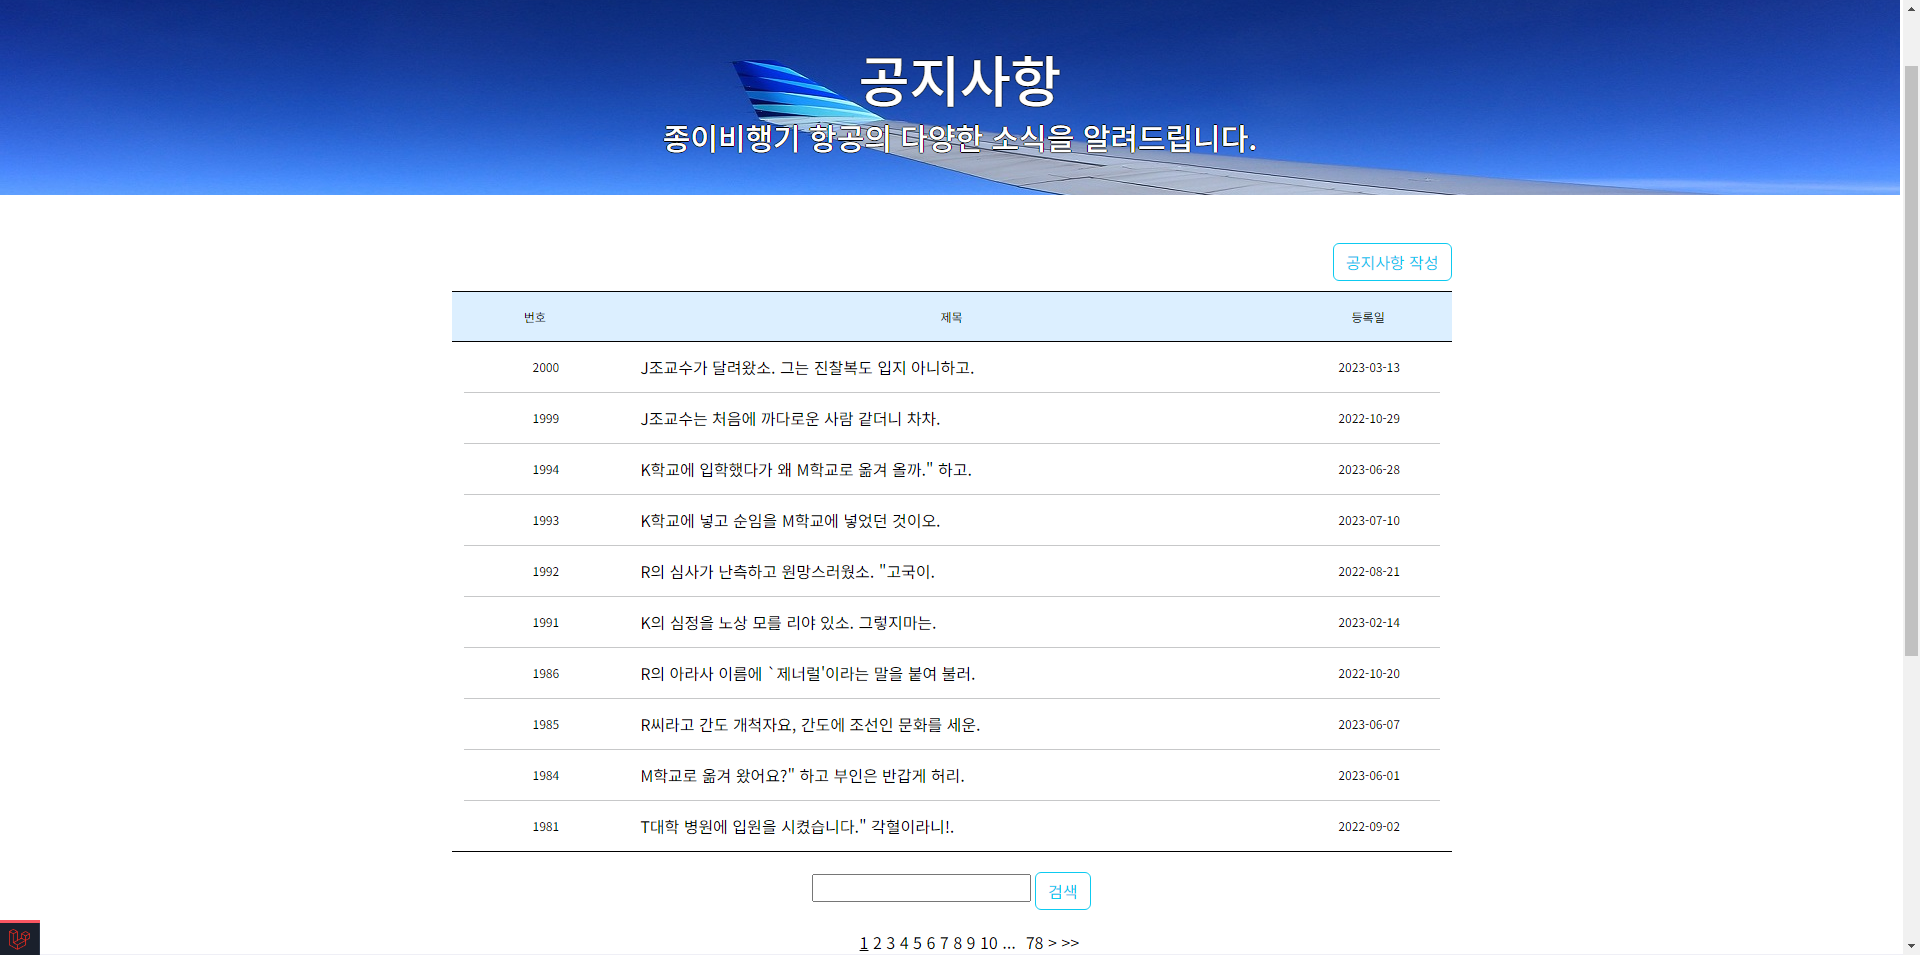 공지사항
종이비행기 항공의 다양한 소식을 알려드립니다.
공지사항 작성
번호 제목 등록일
2000 J조교수가 달려왔소. 그는 진찰복도 입지 아니하고. 2023-03-13
1999 J조교수는 처음에 까다로운 사람 같더니 차차. 2022-10-29
1994 K학교에 입학했다가 왜 M학교로 옮겨 올까." 하고. 2023-06-28
1993 K학교에 넣고 순임을 M학교에 넣었던 것이오. 2023-07-10
1992 R의 심사가 난측하고 원망스러웠소. "고국이. 2022-08-21
1991 K의 심정을 노상 모를 리야 있소. 그렇지마는. 2023-02-14
1986 R의 아라사 이름에 `제너럴'이라는 말을 붙여 불러. 2022-10-20
1985 R씨라고 간도 개척자요, 간도에 조선인 문화를 세운. 2023-06-07
1984 M학교로 옮겨 왔어요?" 하고 부인은 반갑게 허리. 2023-06-01
1981 T대학 병원에 입원을 시켰습니다." 각혈이라니!. 2022-09-02
검색
1 2 3 4 5 6 7 8 9 10 ... 78 > >>